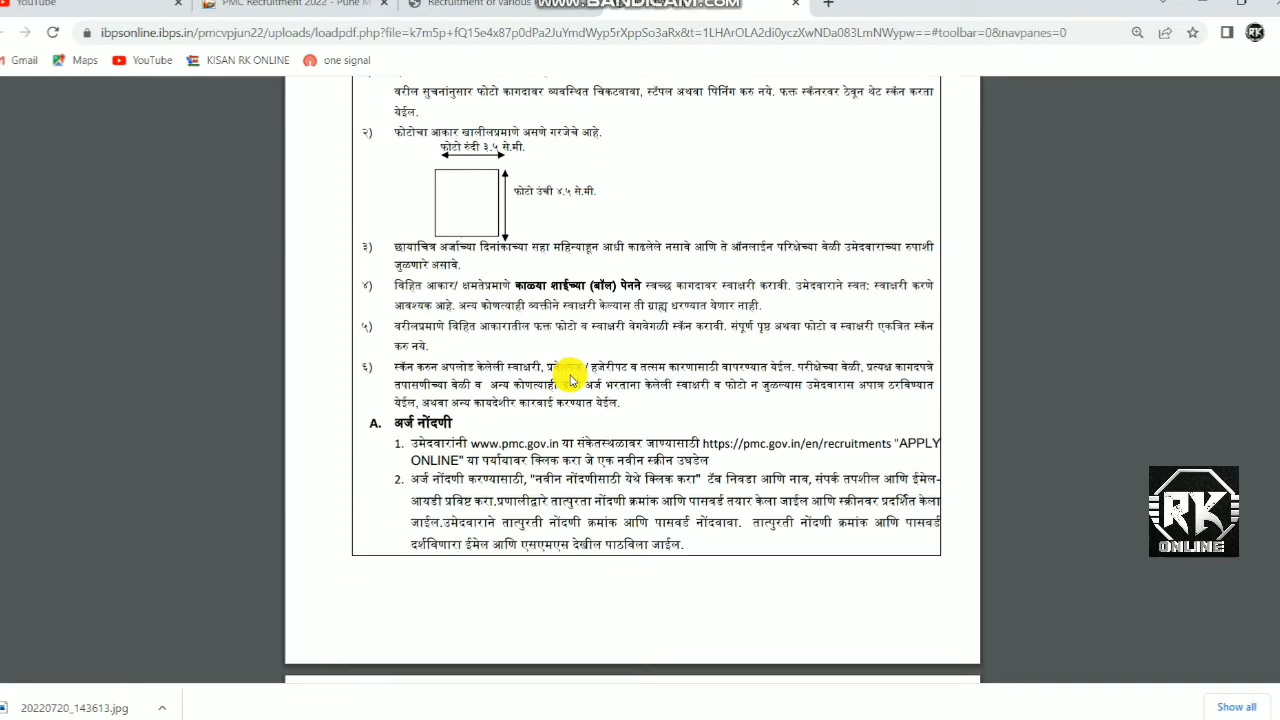 YouTube
PMC Recruitment 2022 - Pune M
Recruitment of various
WWW.BANDICAM.COM
ibpsonline.ibps.in/pmcvpjun22/uploads/loadpdf.php?file=k7m5p+fQ15e4x87p0dPa2JuYmdWyp5rXppSo3aRx&t=1LHArOLA2di0yczXwNDa083LmNWypw==#toolbar=0&navpanes=0
Gmail
Maps
YouTube
KISAN RK ONLINE
one signal
वरील सुचनांनुसार फोटो कागदावर व्यवस्थित चिकटवावा, स्टॅपल अथवा पिनिंग करु नये. फक्त स्कॅनरवर ठेवून थेट स्कॅन करता
येईल.
२) फोटोचा आकार खालीलप्रमाणे असणे गरजेचे आहे.
फोटो रुंदी ३.५ से.मी.
फोटो उंची ४.५ से.मी.
३) छायाचित्र अर्जाच्या दिनांकाच्या सहा महिन्याहून आधी काढलेले नसावे आणि ते ऑनलाईन परिक्षेच्या वेळी उमेदवाराच्या रुपाशी
जुळणारे असावे.
४) विहित आकार/ क्षमतेप्रमाणे काळ्या शाईच्या (बॉल) पेनने स्वच्छ कागदावर स्वाक्षरी करावी. उमेदवाराने स्वत: स्वाक्षरी करणे
आवश्यक आहे. अन्य कोणत्याही व्यक्तीने स्वाक्षरी केल्यास ती ग्राह्य धरण्यात येणार नाही.
५) वरीलप्रमाणे विहित आकारातील फक्त फोटो व स्वाक्षरी वेगवेगळी स्कॅन करावी. संपूर्ण पृष्ठ अथवा फोटो व स्वाक्षरी एकत्रित स्कॅन
करु नये.
६) स्कॅन करुन अपलोड केलेली स्वाक्षरी, / हजेरीपट व तत्सम कारणासाठी वापरण्यात येईल. परीक्षेच्या वेळी, प्रत्यक्ष कागदपत्रे
तपासणीच्या वेळी व अन्य कोणत्याही अर्ज भरताना केलेली स्वाक्षरी व फोटो न जुळल्यास उमेदवारास अपात्र ठरविण्यात
येईल, अथवा अन्य कायदेशीर कारवाई करण्यात येईल.
A. अर्ज नोंदणी
1. उमेदवारांनी www.pmc.gov.in या संकेतस्थळावर जाण्यासाठी https://pmc.gov.in/en/recruitments "APPLY
ONLINE" या पर्यायावर क्लिक करा जे एक नवीन स्क्रीन उघडेल
2. अर्ज नोंदणी करण्यासाठी, "नवीन नोंदणीसाठी येथे क्लिक करा" टॅब निवडा आणि नाव, संपर्क तपशील आणि ईमेल-
आयडी प्रविष्ट करा.प्रणालीद्वारे तात्पुरता नोंदणी क्रमांक आणि पासवर्ड तयार केला जाईल आणि स्क्रीनवर प्रदर्शित केला
जाईल.उमेदवाराने तात्पुरती नोंदणी क्रमांक आणि पासवर्ड नोंदवावा. तात्पुरती नोंदणी क्रमांक आणि पासवर्ड
दर्शविणारा ईमेल आणि एसएमएस देखील पाठविला जाईल.
RK
ONLINE
20220720_143613.jpg
Show all